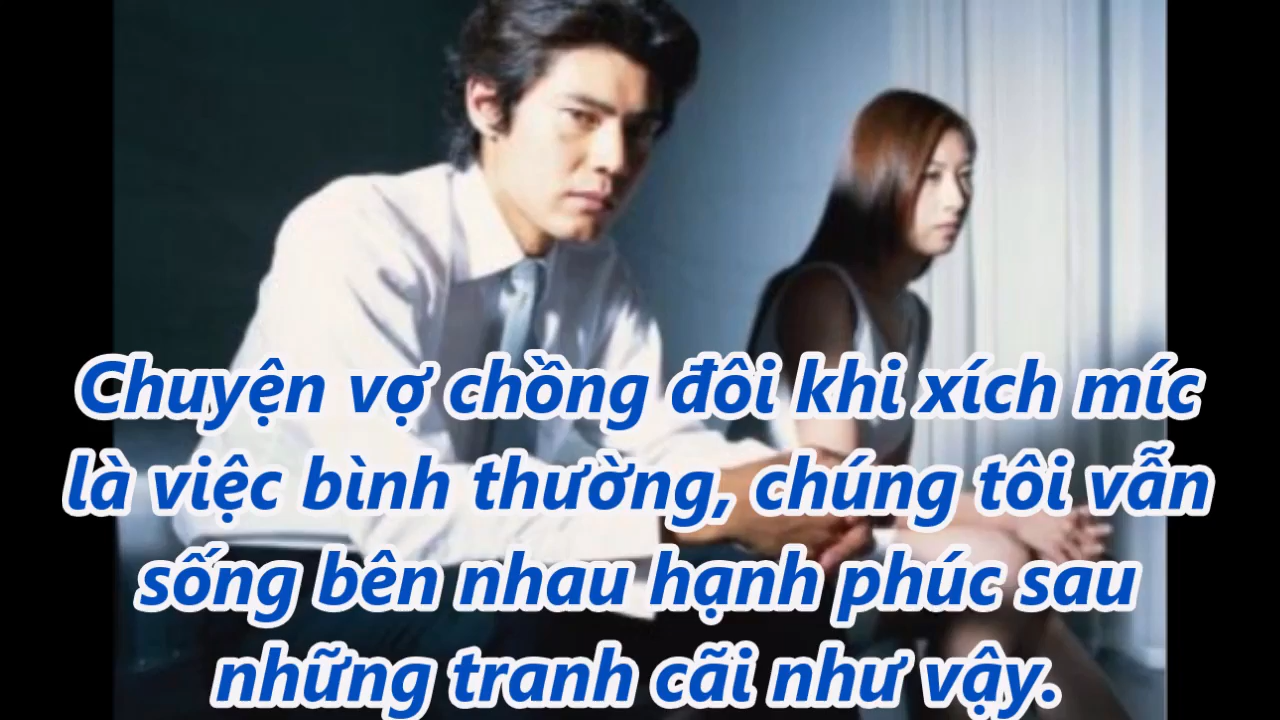 Chuyện vợ chồng đôi khi xích míc
là việc bình thường, chúng tôi vẫn
sống bên nhau hạnh phúc sau
những tranh cãi như vậy.